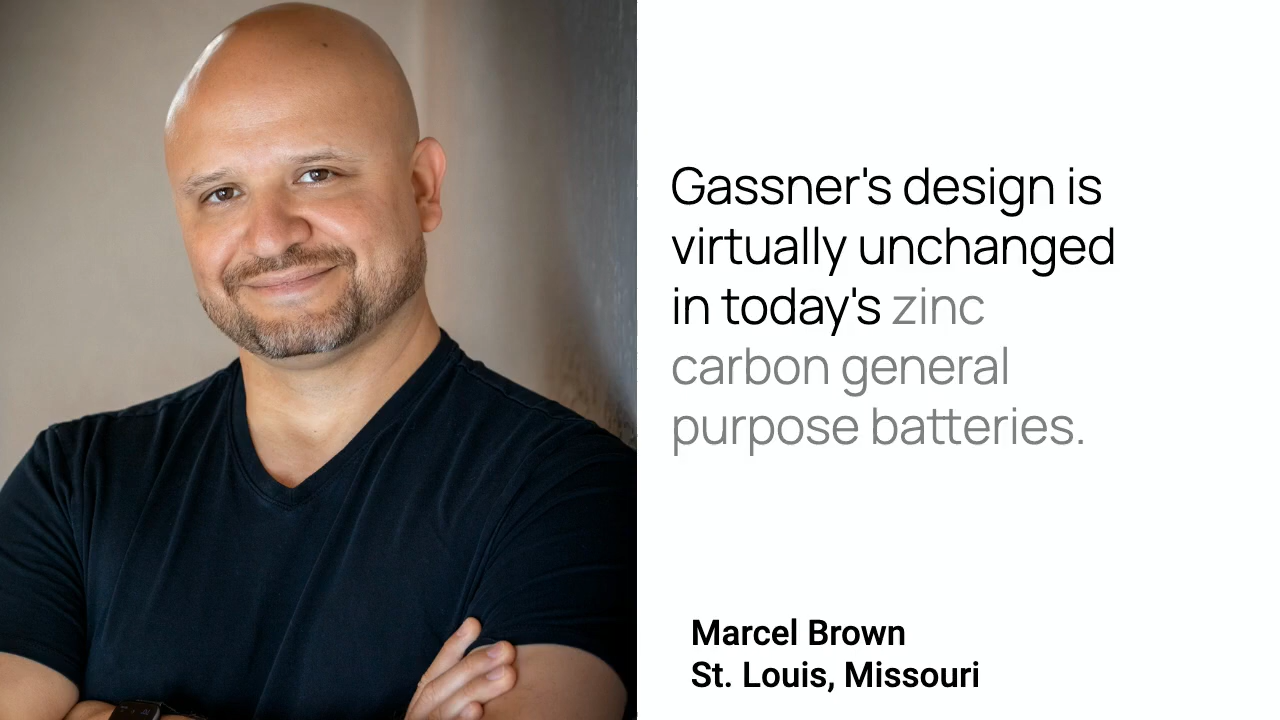 Gassner's design is
virtually unchanged
in today's zinc
carbon general
purpose batteries.
Marcel Brown
St. Louis, Missouri